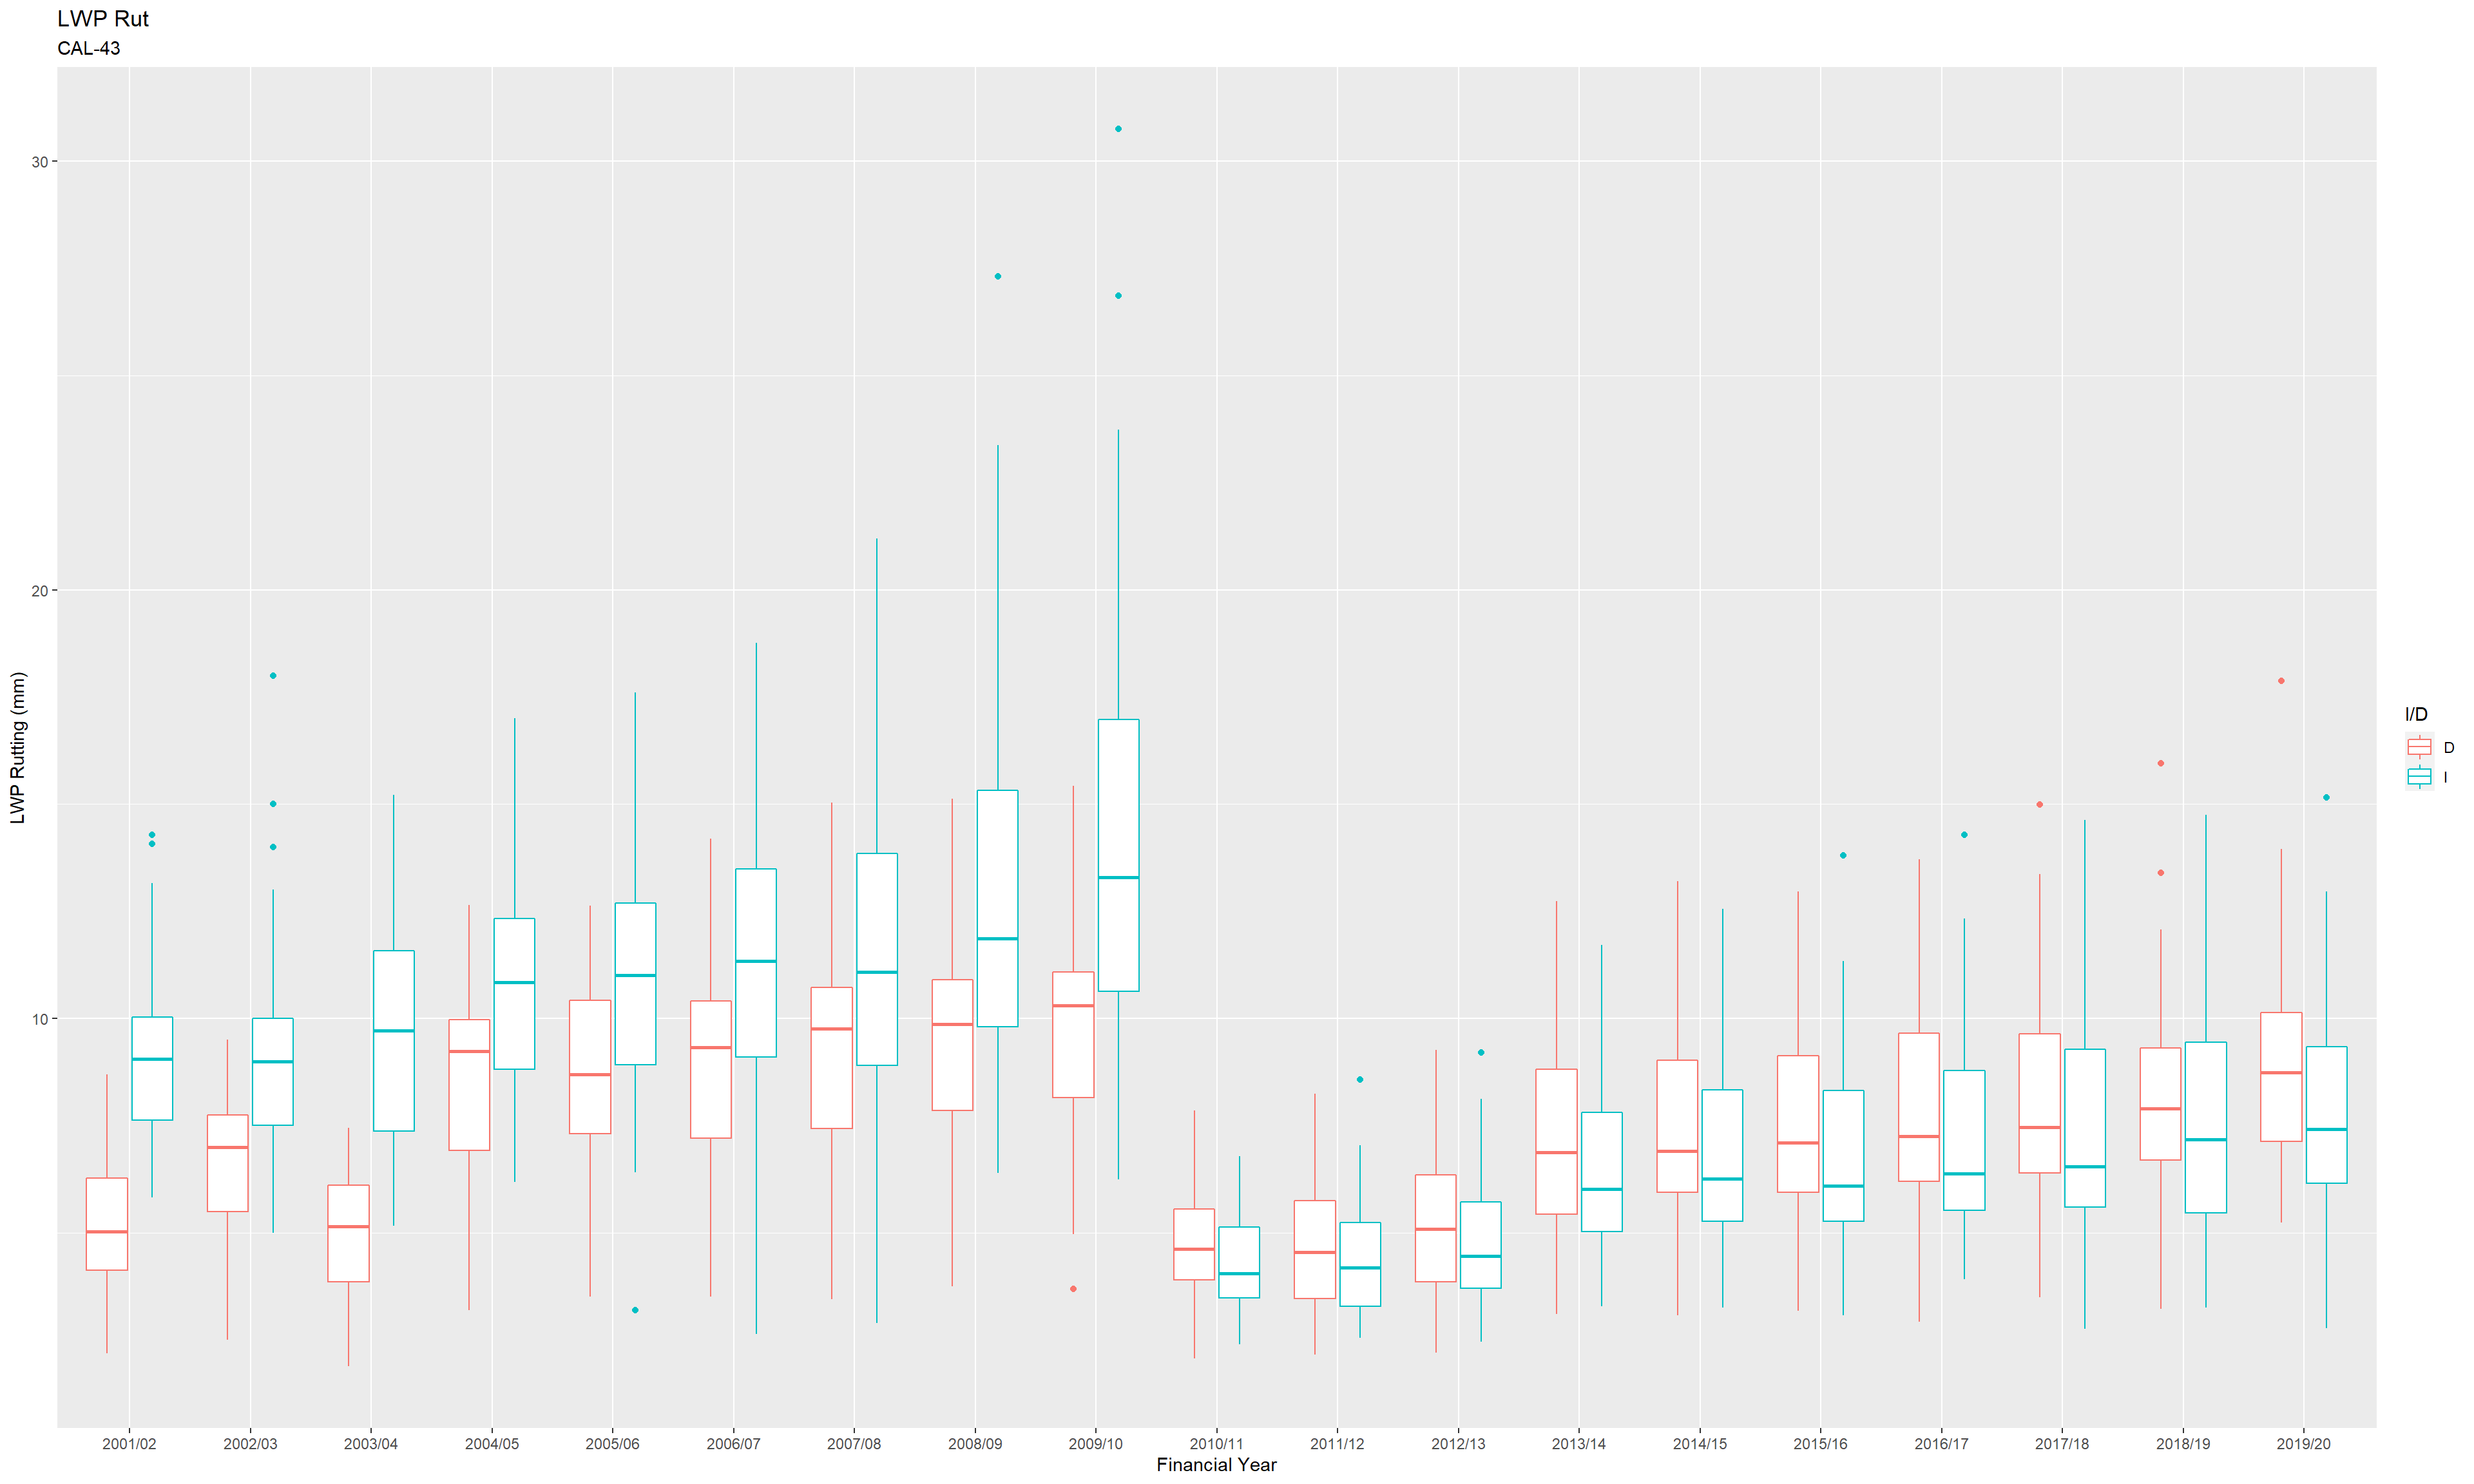 LWP Rut
CAL-43
30
20
10
LWP Rutting (mm)
2001/02 2002/03 2003/04 2004/05 2005/06 2006/07 2007/08 2008/09 2009/10 2010/11 2011/12 2012/13 2013/14 2014/15 2015/16 2016/17 2017/18 2018/19 2019/20
Financial Year
I/D
D
I